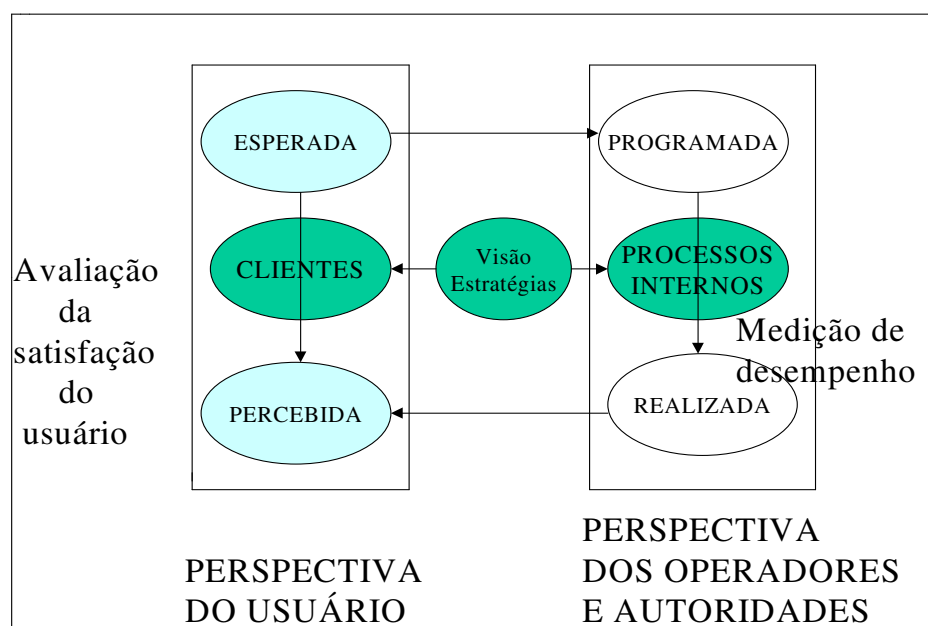 ESPERADA
PROGRAMADA
Avaliação
da
satisfação
do
usuário
CLIENTES
Visão
Estratégias
PROCESSOS
INTERNOS
Medição de
desempenho
PERCEBIDA
REALIZADA
PERSPECTIVA
DO USUÁRIO
PERSPECTIVA
DOS OPERADORES
E AUTORIDADES